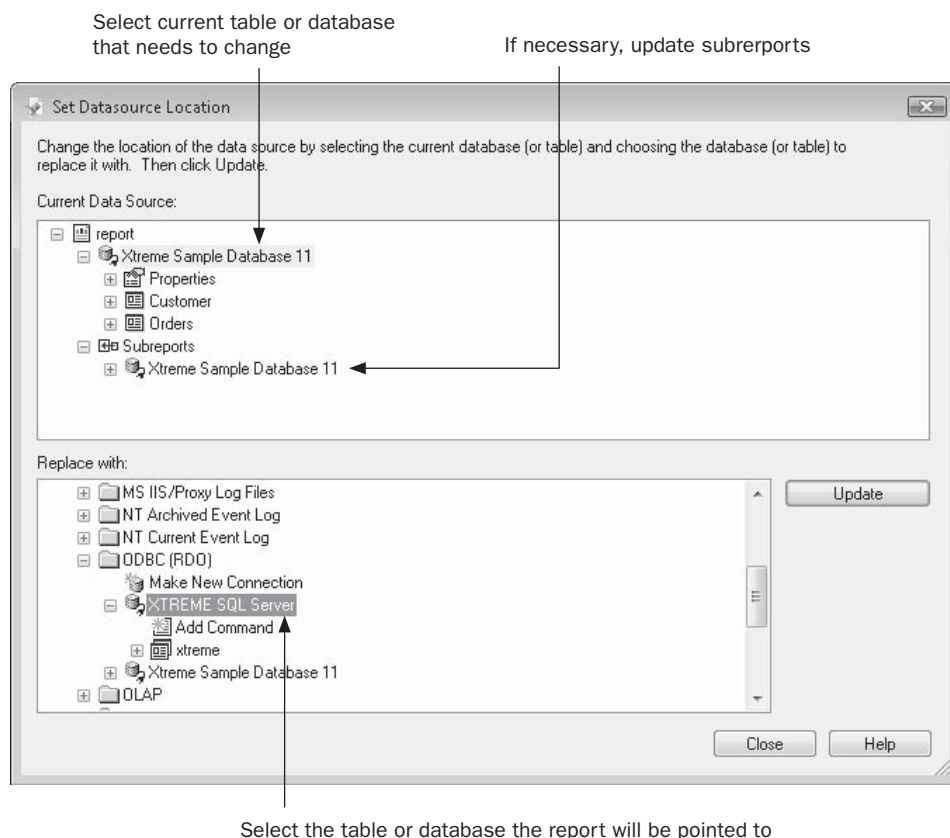 Select current table or database
that needs to change
If necessary, update subrerports
Set Datasource Location
Change the location of the data source by selecting the current database (or table) and choosing the database (or table) to
replace it with. Then click Update.
Current Data Source:
report
Xtreme Sample Database 11
Properties
Customer
Orders
Subreports
Xtreme Sample Database 11
Replace with:
MS IIS/Proxy Log Files
NT Archived Event Log
NT Current Event Log
ODBC (RDO)
Make New Connection
XTREME SQL Server
Add Command
xtreme
Xtreme Sample Database 11
OLAP
Update
Close
Help
Select the table or database the report will be pointed to